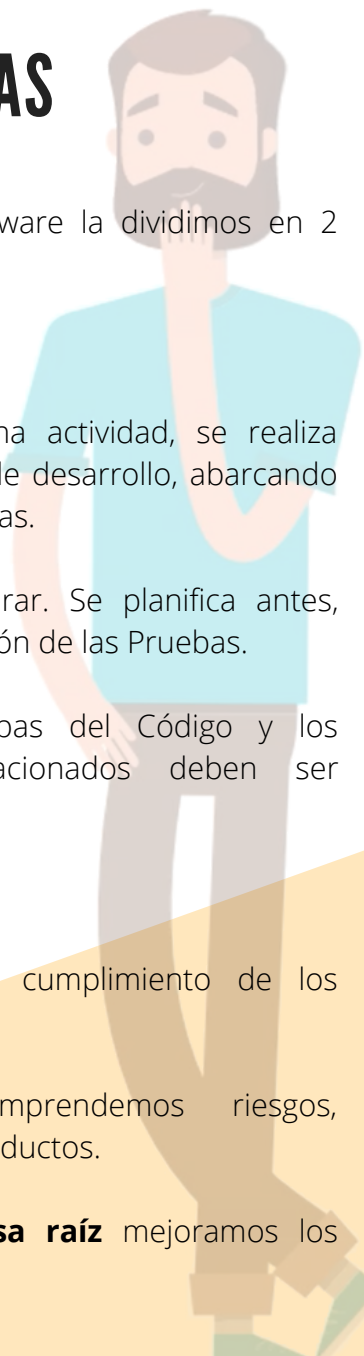 AS
ware la dividimos en 2
na actividad, se realiza
le desarrollo, abarcando
as.
rar. Se planifica antes,
ón de las Pruebas.
bas del Código y los
acionados deben ser
cumplimiento de los
mprendemos riesgos,
ductos.
sa raíz mejoramos los